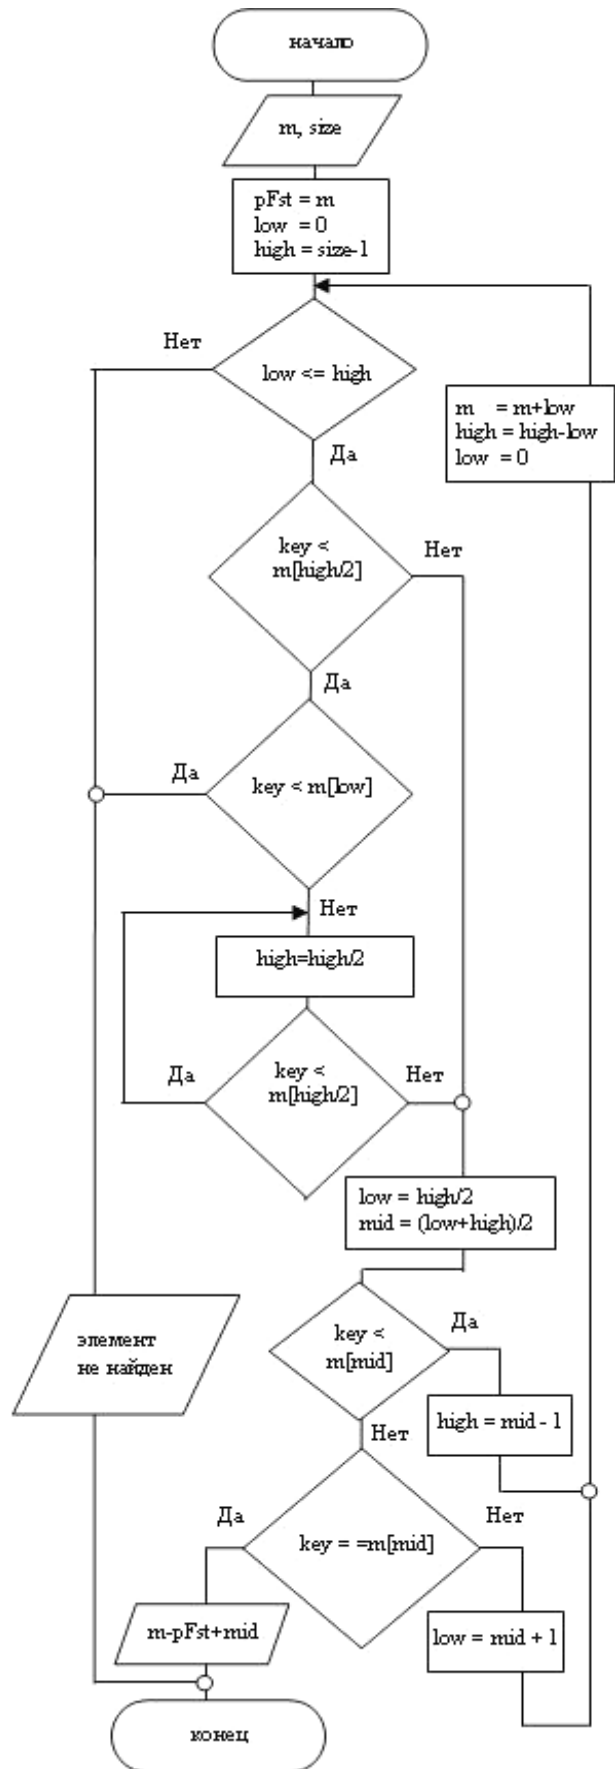 начало
m, size
pFst = m
low = 0
high = size-1
Нет
low <= high
m = m+low
high = high-low
low = 0
Да
key <
m[high/2]
Нет
Да
Да
key < m[low]
Нет
high=high/2
Да
key <
m[high/2]
Нет
low = high/2
mid = (low+high)/2
элемент
не найден
key <
m[mid]
Да
high = mid - 1
Нет
Да
key = =m[mid]
Нет
m-pFst+mid
low = mid + 1
конец